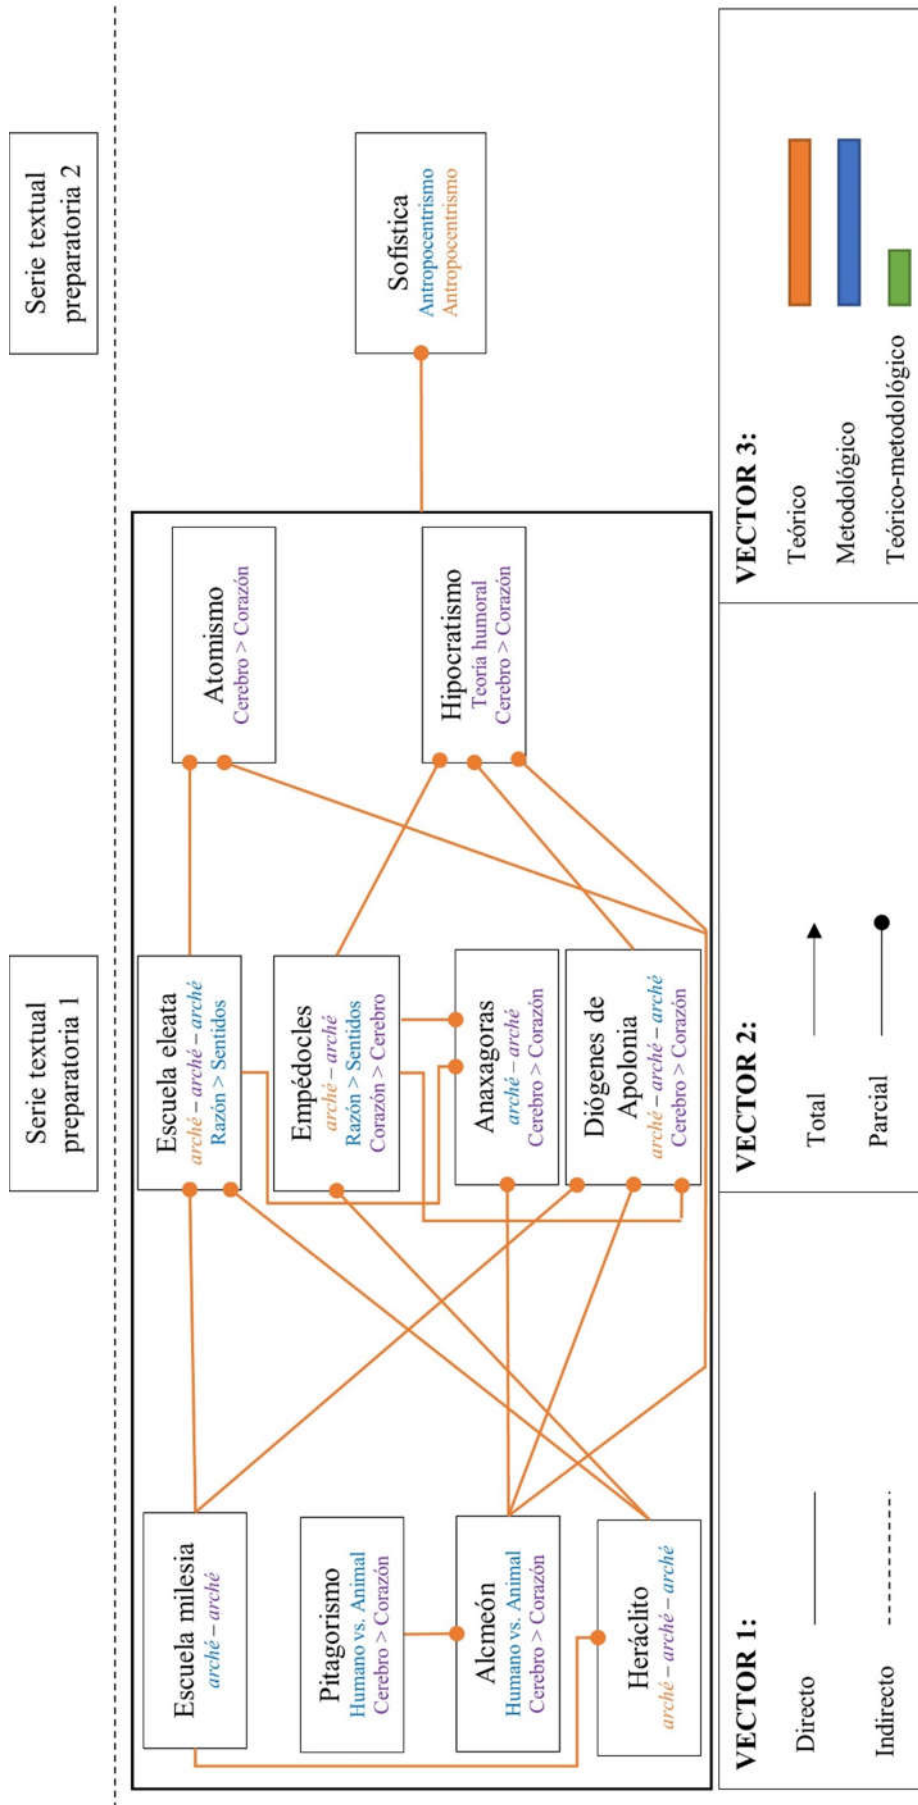 Serie textual
preparatoria 1
Serie textual
preparatoria 2
Escuela milesia
arché – arché
Pitagorismo
Humano vs. Animal
Cerebro > Corazón
Alcmeón
Humano vs. Animal
Cerebro > Corazón
Heráclito
arché – arché – arché
Escuela eleata
arché – arché – arché
Razón > Sentidos
Empédocles
arché – arché
Razón > Sentidos
Corazón > Cerebro
Anaxagoras
arché – arché
Cerebro > Corazón
Diógenes de
Apolonia
arché – arché – arché
Cerebro > Corazón
Atomismo
Cerebro > Corazón
Hipocratismo
Teoría humoral
Cerebro > Corazón
Sofística
Antropocentrismo
Antropocentrismo
VECTOR 1:
Directo
Indirecto
VECTOR 2:
Total
Parcial
VECTOR 3:
Teórico
Metodológico
Teórico-metodológico